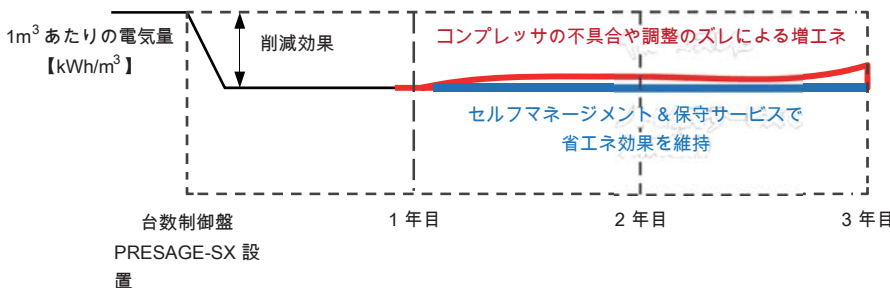 1m³ あたりの電気量
【kWh/m³】
削減効果
コンプレッサの不具合や調整のズレによる増エネ
セルフマネージメント＆保守サービスで
省エネ効果を維持
台数制御盤
PRESAGE-SX 設
置
1 年目
2 年目
3 年目